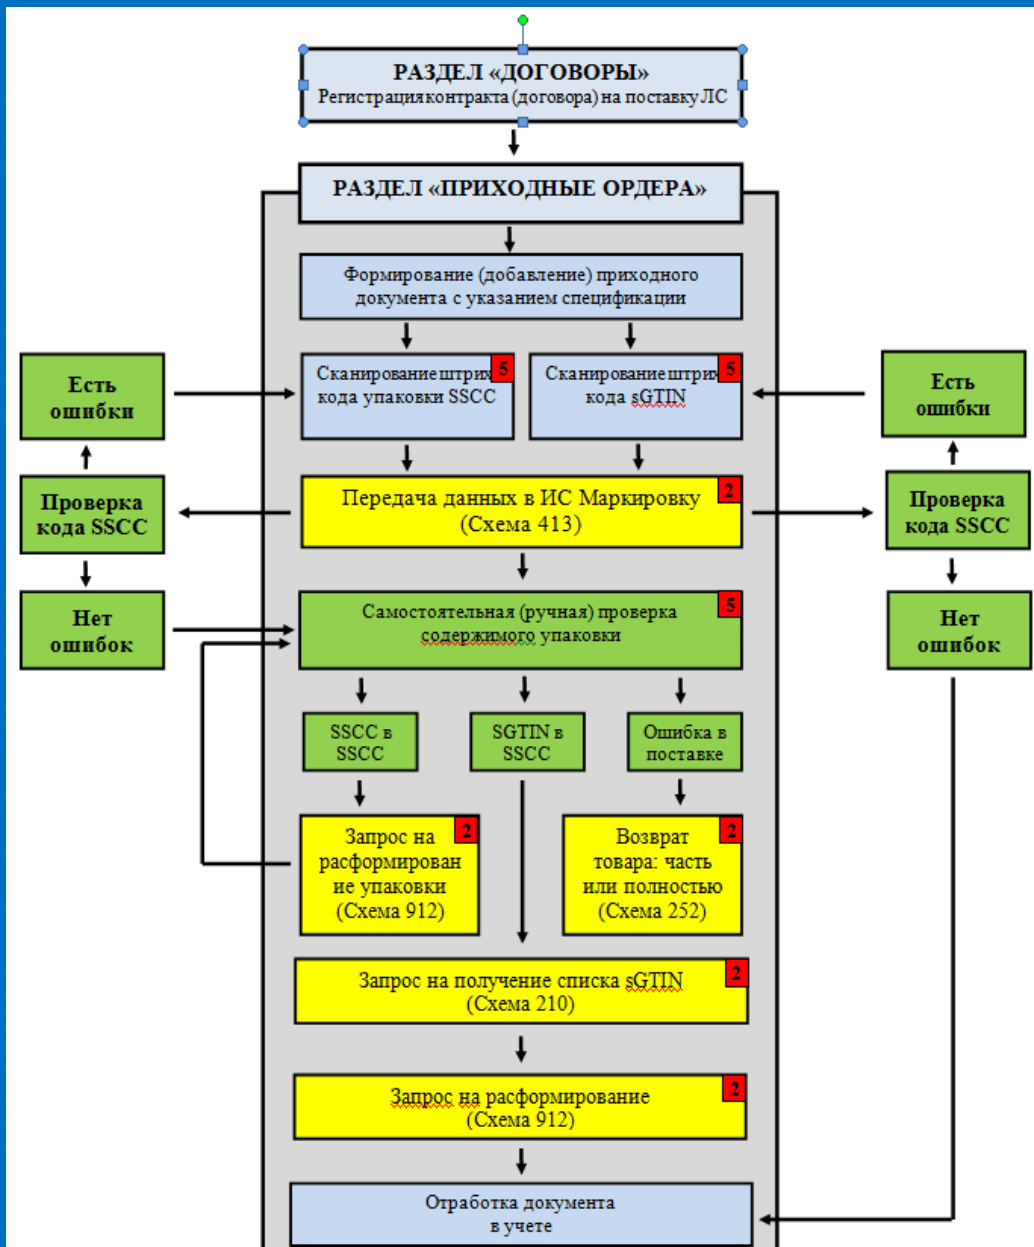 РАЗДЕЛ «ДОГОВОРЫ»
Регистрация контракта (договора) на поставку ЛС
РАЗДЕЛ «ПРИХОДНЫЕ ОРДЕРА»
Формирование (добавление) приходного
документа с указанием спецификации
Сканирование штрих
кода упаковки SSCC
5
Сканирование штрих
кода sGTIN
5
Есть
ошибки
Есть
ошибки
Проверка
кода SSCC
Передача данных в ИС Маркировку
(Схема 413)
2
Проверка
кода SSCC
Нет
ошибок
Самостоятельная (ручная) проверка
содержимого упаковки
5
Нет
ошибок
SSCC в
SSCC
SGTIN в
SSCC
Ошибка в
поставке
Запрос на
расформирован
ие упаковки
(Схема 912)
2
Возврат
товара: часть
или полностью
(Схема 252)
2
Запрос на получение списка sGTIN
(Схема 210)
2
Запрос на расформирование
(Схема 912)
2
Отработка документа
в учете